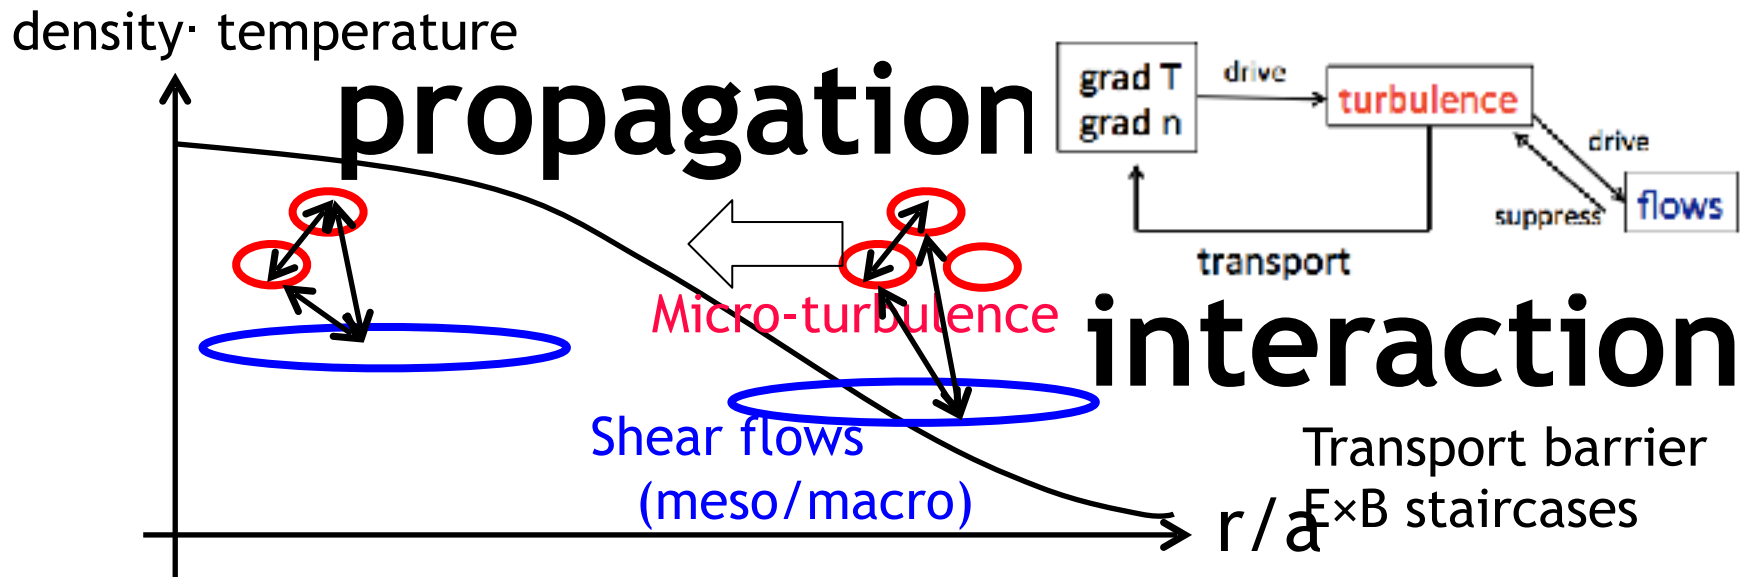 density· temperature
propagation
grad T
grad n
drive
turbulence
drive
suppress
flows
transport
Micro-turbulence
interaction
Shear flows
(meso/macro)
Transport barrier
E×B staircases
r/a